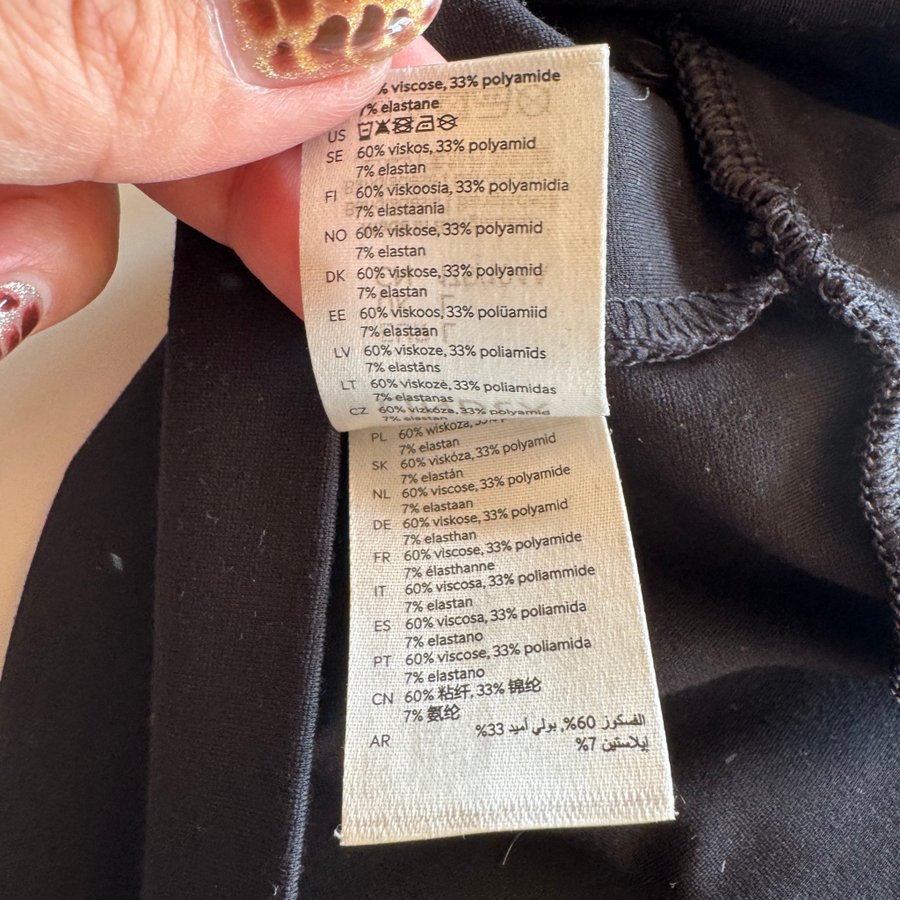 % viscose, 33% polyamide
7% elastane
US
SE 60% viskos, 33% polyamid
7% elastan
FI 60% viskoosia, 33% polyamidia
7% elastaania
NO 60% viskose, 33% polyamid
7% elastan
DK 60% viskose, 33% polyamid
7% elastan
EE 60% viskoos, 33% polüamiid
7% elastaan
LV 60% viskoze, 33% poliamīds
7% elastāns
LT 60% viskozė, 33% poliamidas
7% elastanas
CZ 60% vizkóza, 33% polyamid
7% elastan
PL 60% wiskoza,
7% elastan
SK 60% viskóza, 33% polyamid
7% elastán
NL 60% viscose, 33% polyamide
7% elastaan
DE 60% viskose, 33% polyamid
7% elasthan
FR 60% viscose, 33% polyamide
7% élasthanne
IT 60% viscosa, 33% poliammide
7% elastan
ES 60% viscosa, 33% poliamida
7% elastano
PT 60% viscose, 33% poliamida
7% elastano
CN 60% 粘纤, 33% 锦纶
7% 氨纶
AR الفسكوز 60%, بولي أميد 33%
إيلاستين 7%